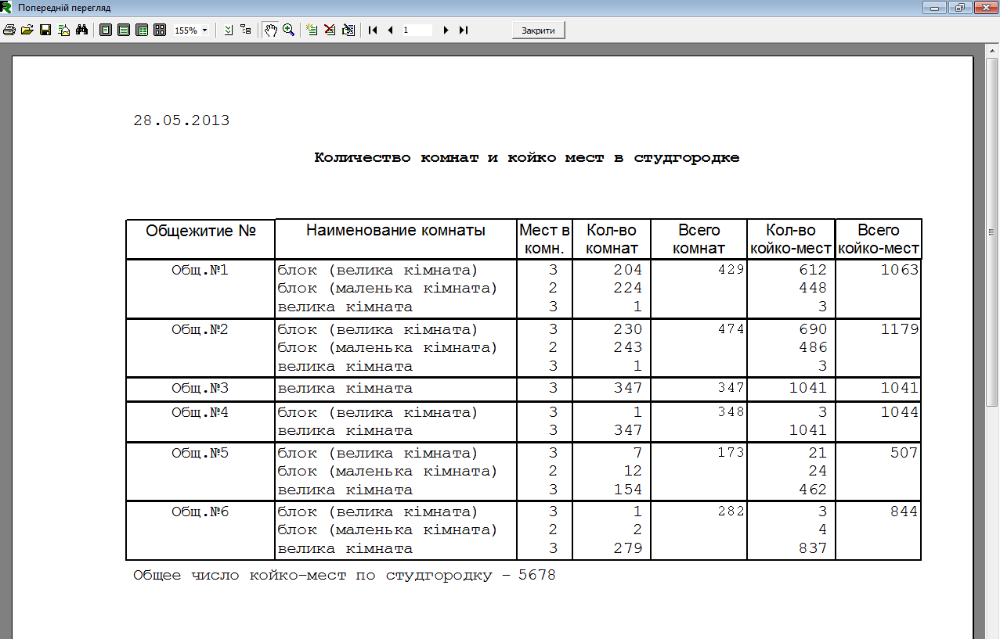 Попередній перегляд
155% 1 Закрити
28.05.2013
Количество комнат и койко мест в студгородке
Общежитие № Наименование комнаты Мест в комн. Кол-во комнат Всего комнат Кол-во койко-мест Всего койко-мест
Общ.№1 блок (велика кімната) 3 204 429 612 1063
блок (маленька кімната) 2 224 448
велика кімната 3 1 3
Общ.№2 блок (велика кімната) 3 230 474 690 1179
блок (маленька кімната) 2 243 486
велика кімната 3 1 3
Общ.№3 велика кімната 3 347 347 1041 1041
Общ.№4 блок (велика кімната) 3 1 348 3 1044
велика кімната 3 347 1041
Общ.№5 блок (велика кімната) 3 7 173 21 507
блок (маленька кімната) 2 12 24
велика кімната 3 154 462
Общ.№6 блок (велика кімната) 3 1 282 3 844
блок (маленька кімната) 2 2 4
велика кімната 3 279 837
Общее число койко-мест по студгородку - 5678